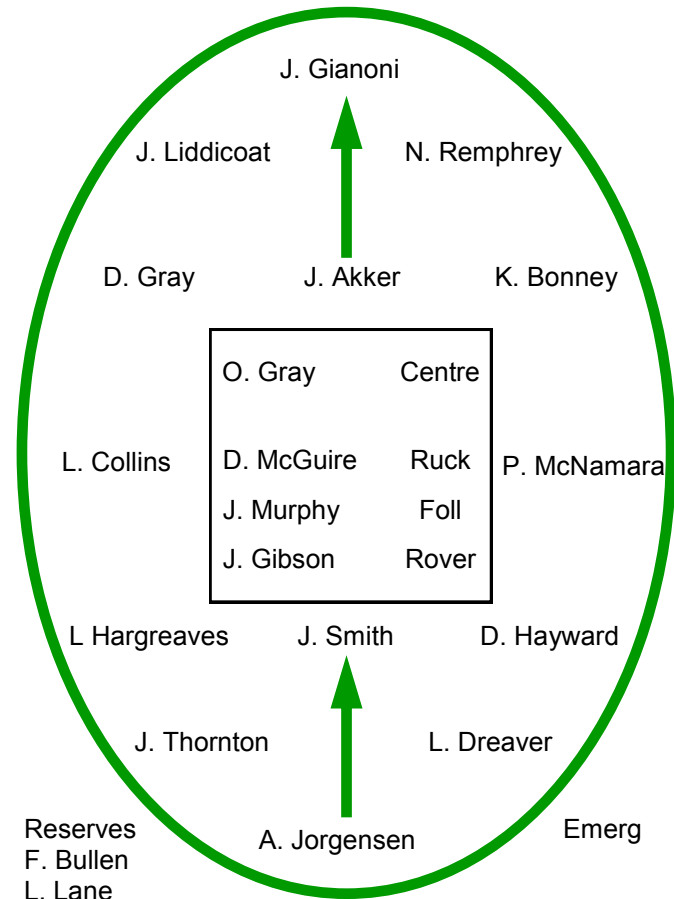 J. Gianoni
J. Liddicoat N. Remphrey
D. Gray J. Akker K. Bonney
O. Gray Centre
L. Collins D. McGuire Ruck P. McNamara
J. Murphy Foll
J. Gibson Rover
L Hargreaves J. Smith D. Hayward
J. Thornton L. Dreaver
A. Jorgensen
Reserves Emerg
F. Bullen
L. Lane